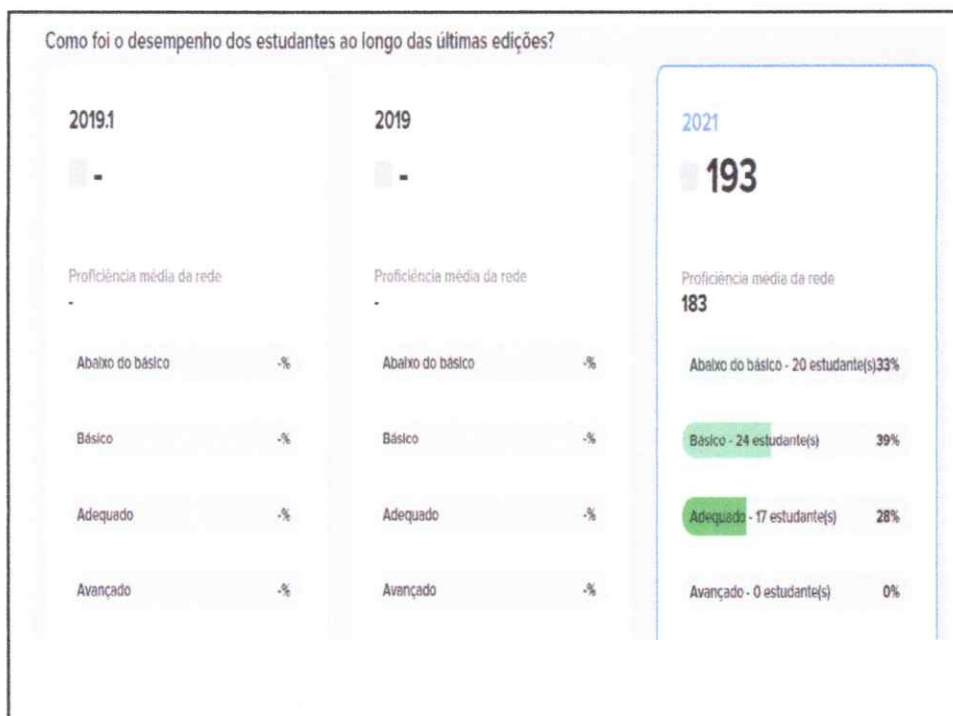 Como foi o desempenho dos estudantes ao longo das últimas edições?
2019.1
-
Proficiência média da rede
-
Abaixo do básico -%
Básico -%
Adequado -%
Avançado -%
2019
-
Proficiência média da rede
-
Abaixo do básico -%
Básico -%
Adequado -%
Avançado -%
2021
193
Proficiência média da rede
183
Abaixo do básico - 20 estudante(s) 33%
Básico - 24 estudante(s) 39%
Adequado - 17 estudante(s) 28%
Avançado - 0 estudante(s) 0%